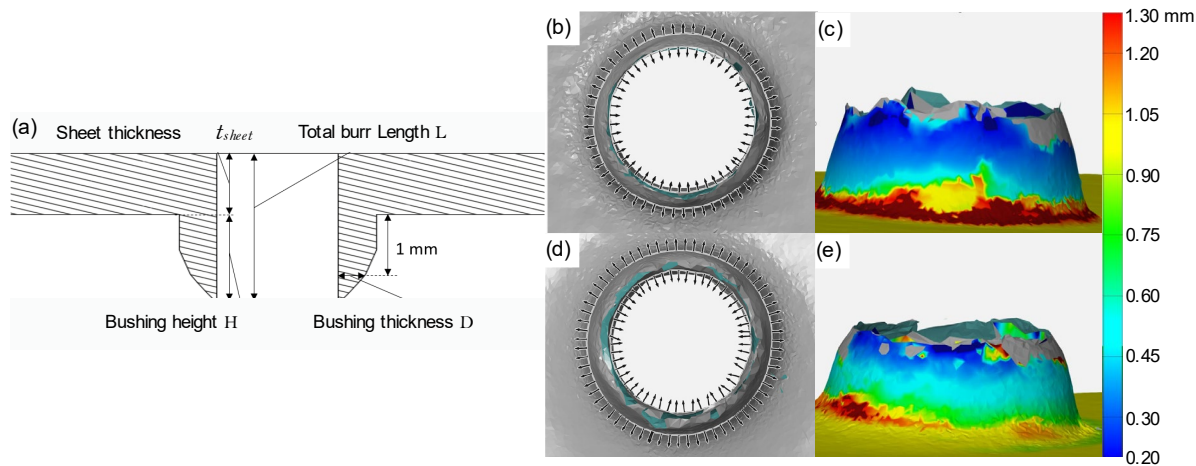 (a)
Sheet thickness
t_sheet
Total burr Length L
1 mm
Bushing height H
Bushing thickness D
(b)
(c)
(d)
(e)
1.30 mm
1.20
1.05
0.90
0.75
0.60
0.45
0.30
0.20